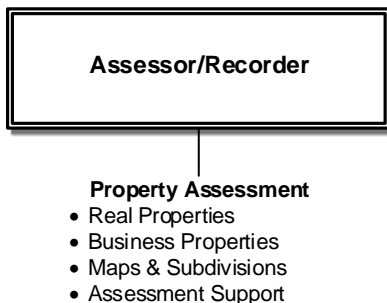 Assessor/Recorder
Property Assessment
• Real Properties
• Business Properties
• Maps & Subdivisions
• Assessment Support